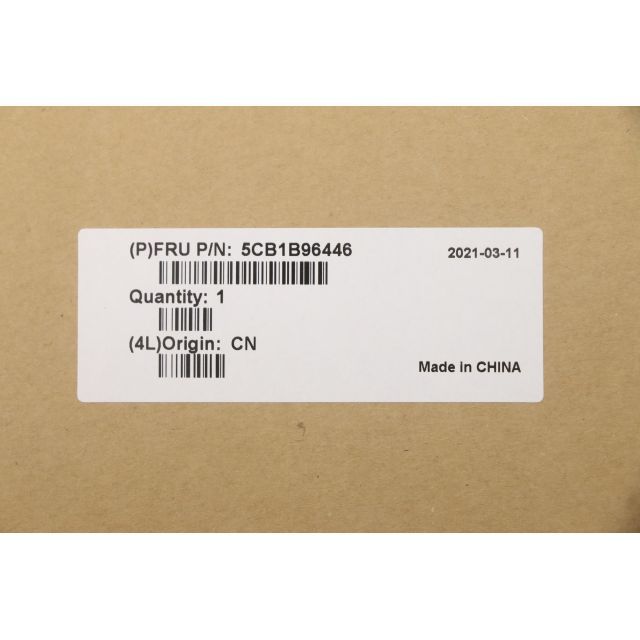 (P)FRU P/N: 5CB1B96446
2021-03-11
Quantity: 1
(4L)Origin: CN
Made in CHINA